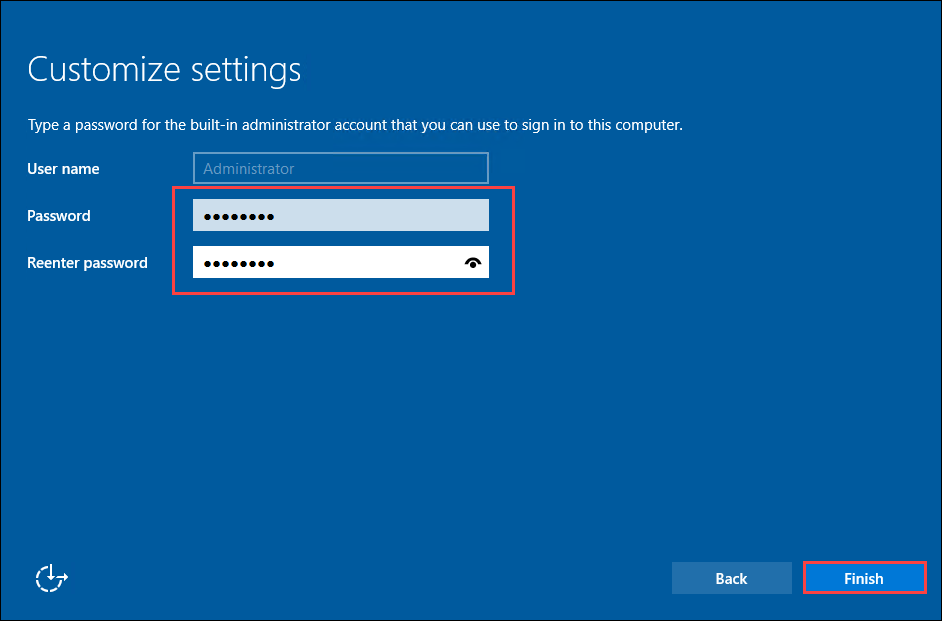 Customize settings
Type a password for the built-in administrator account that you can use to sign in to this computer.
User name Administrator
Password ●●●●●●●●
Reenter password ●●●●●●●●
Back Finish